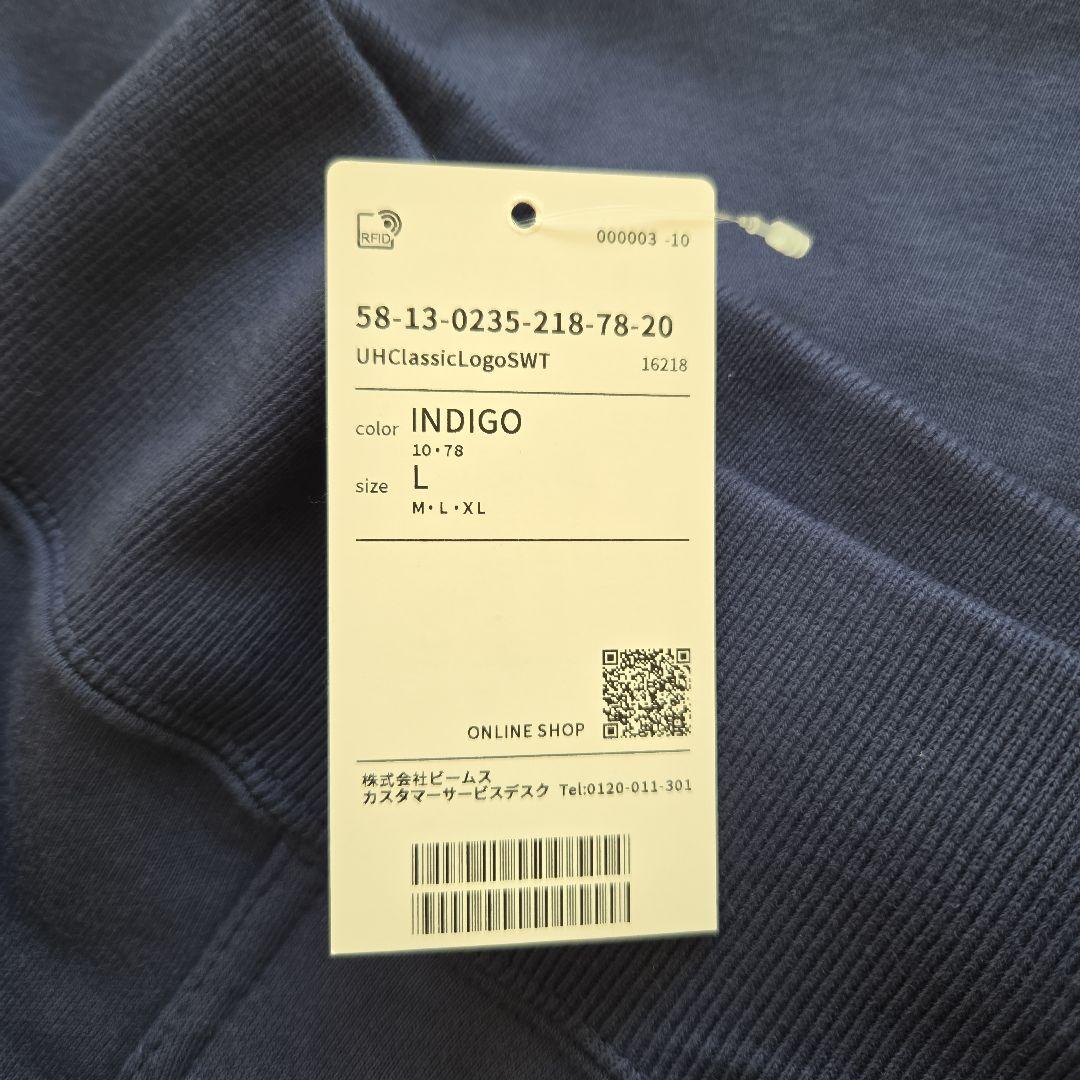 RFID
000003 -10
58-13-0235-218-78-20
UHClassicLogoSWT 16218
color INDIGO
10・78
size L
M・L・XL
ONLINE SHOP
株式会社ビームス
カスタマーサービスデスク Tel:0120-011-301